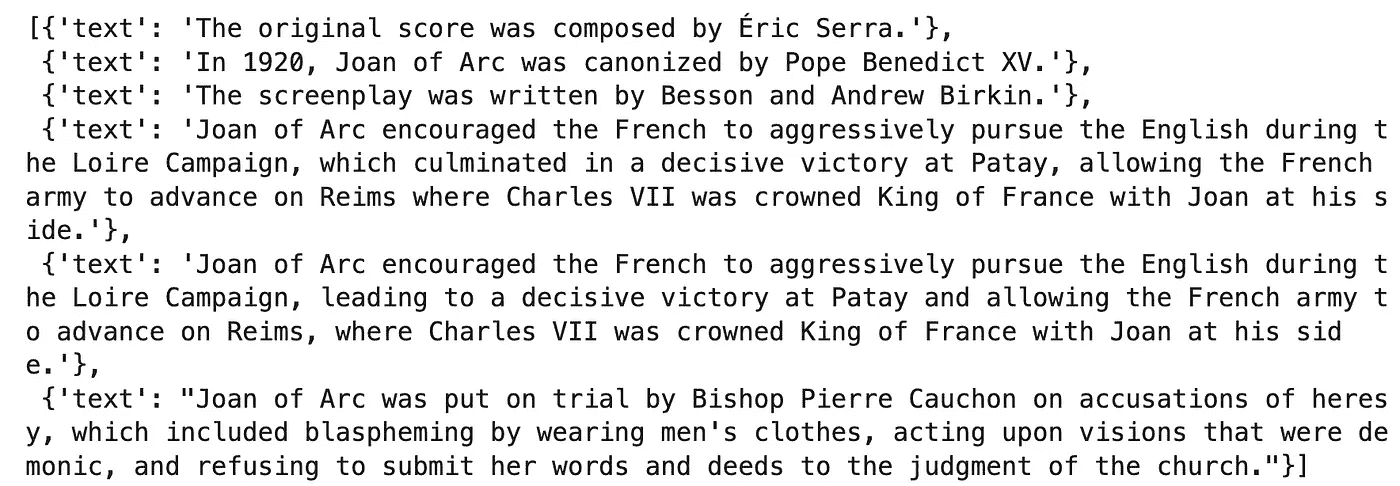 [{'text': 'The original score was composed by Éric Serra.'},
 {'text': 'In 1920, Joan of Arc was canonized by Pope Benedict XV.'},
 {'text': 'The screenplay was written by Besson and Andrew Birkin.'},
 {'text': 'Joan of Arc encouraged the French to aggressively pursue the English during t
he Loire Campaign, which culminated in a decisive victory at Patay, allowing the French
army to advance on Reims where Charles VII was crowned King of France with Joan at his s
ide.'},
 {'text': 'Joan of Arc encouraged the French to aggressively pursue the English during t
he Loire Campaign, leading to a decisive victory at Patay and allowing the French army t
o advance on Reims, where Charles VII was crowned King of France with Joan at his sid
e.'},
 {'text': "Joan of Arc was put on trial by Bishop Pierre Cauchon on accusations of heres
y, which included blaspheming by wearing men's clothes, acting upon visions that were de
monic, and refusing to submit her words and deeds to the judgment of the church."}]